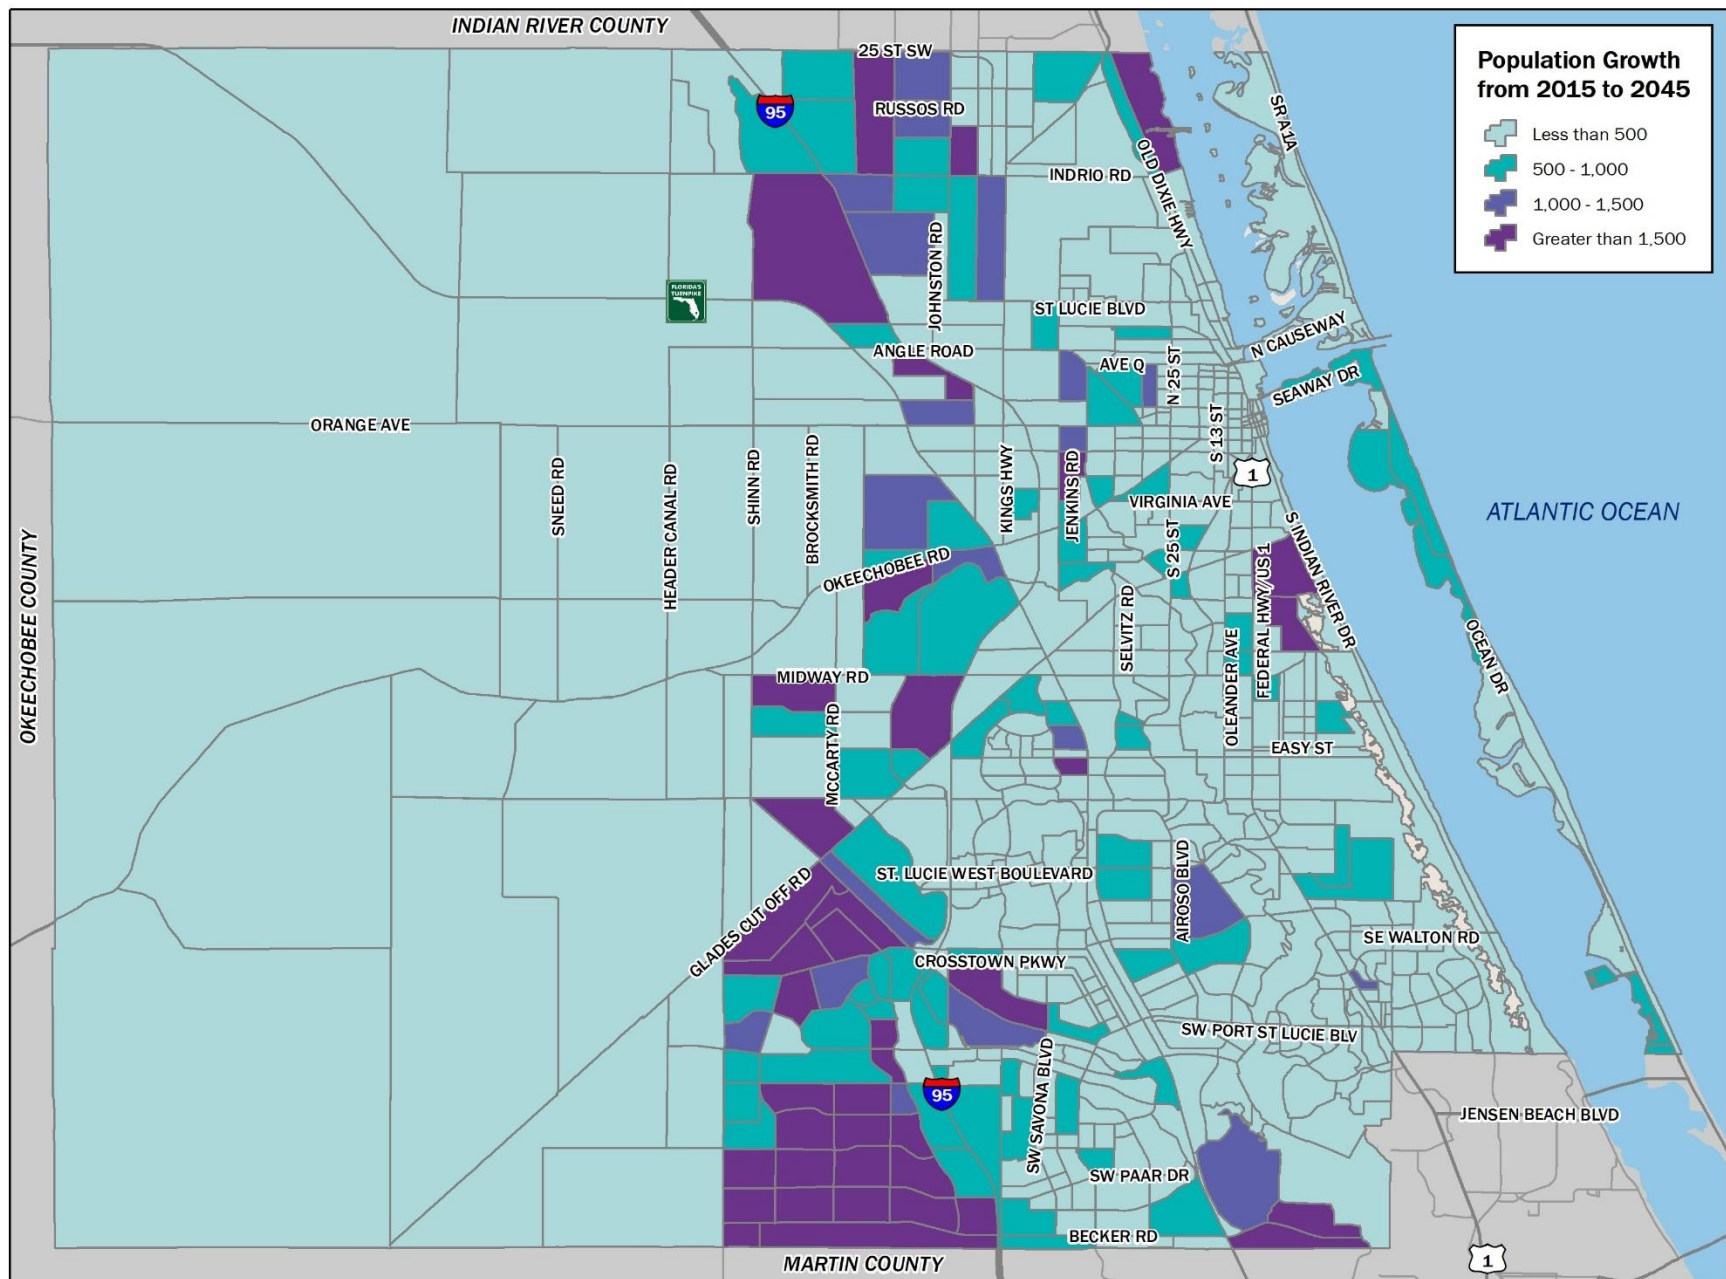 INDIAN RIVER COUNTY
25 ST SW
Population Growth
from 2015 to 2045
Less than 500
500 - 1,000
1,000 - 1,500
Greater than 1,500
95
RUSSOS RD
SR A1A
OLD DIXIE HWY
INDRIO RD
JOHNSTON RD
FLORIDA'S
TURNPIKE
ST LUCIE BLVD
N CAUSEWAY
ANGLE ROAD
AVE Q
N 25 ST
SEAWAY DR
ORANGE AVE
S 13 ST
SNEED RD
HEADER CANAL RD
SHINN RD
BROCKSMITH RD
KINGS HWY
JENKINS RD
1
VIRGINIA AVE
ATLANTIC OCEAN
S 25 ST
S INDIAN RIVER DR
OKEECHOBEE COUNTY
OKEECHOBEE RD
SELVITZ RD
FEDERAL HWY/US 1
OLEANDER AVE
OCEAN DR
MIDWAY RD
MCCARTY RD
EASY ST
ST. LUCIE WEST BOULEVARD
AIROSO BLVD
GLADES CUT OFF RD
SE WALTON RD
CROSSTOWN PKWY
SW PORT ST LUCIE BLV
SW SAVONA BLVD
95
JENSEN BEACH BLVD
SW PAAR DR
BECKER RD
MARTIN COUNTY
1